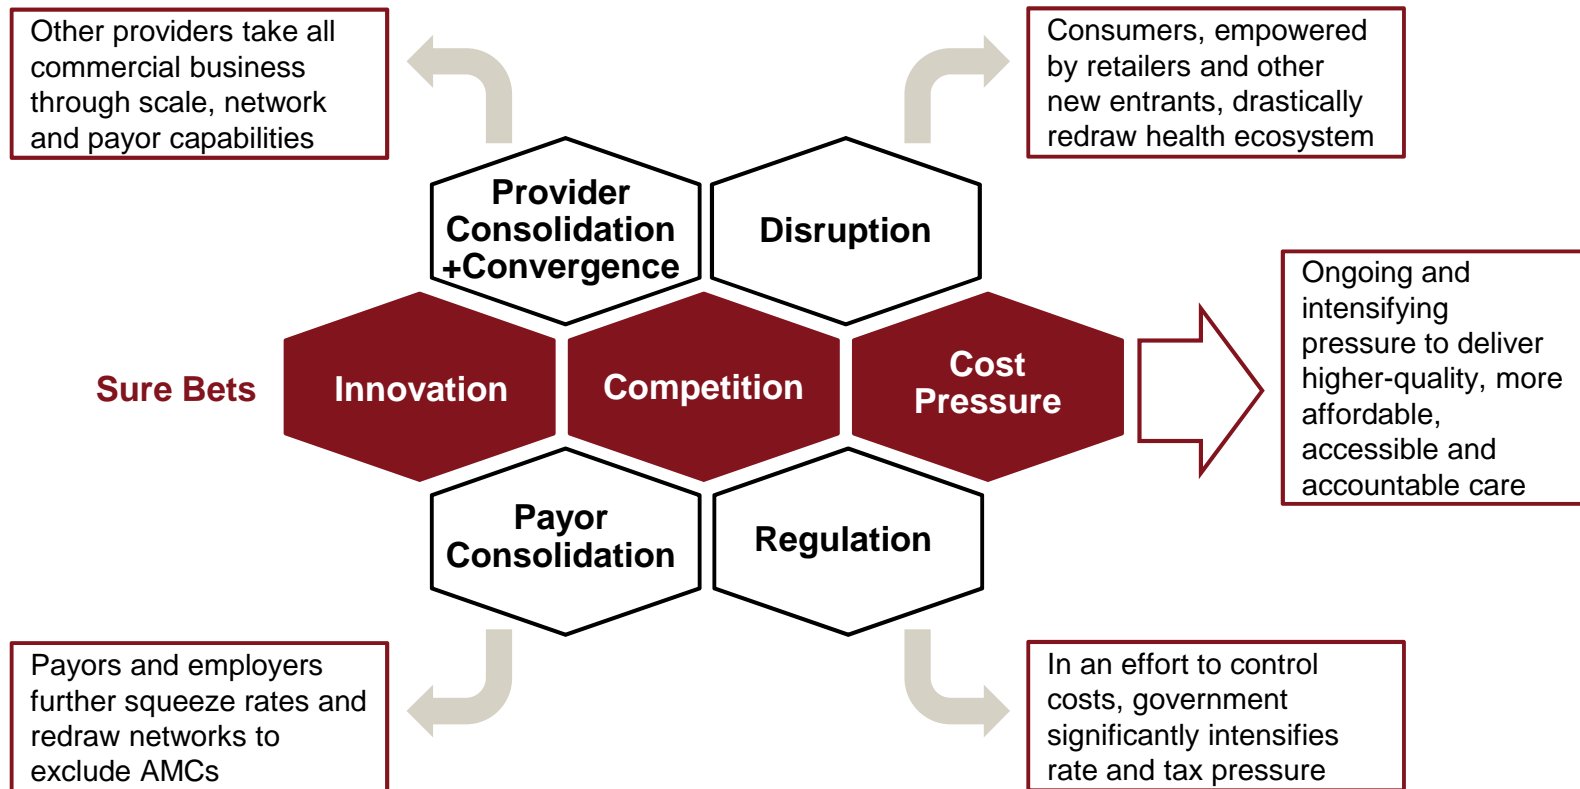 Other providers take all
commercial business
through scale, network
and payor capabilities
Consumers, empowered
by retailers and other
new entrants, drastically
redraw health ecosystem
Provider
Consolidation
+Convergence
Disruption
Sure Bets
Innovation
Competition
Cost
Pressure
Ongoing and
intensifying
pressure to deliver
higher-quality, more
affordable,
accessible and
accountable care
Payor
Consolidation
Regulation
Payors and employers
further squeeze rates and
redraw networks to
exclude AMCs
In an effort to control
costs, government
significantly intensifies
rate and tax pressure